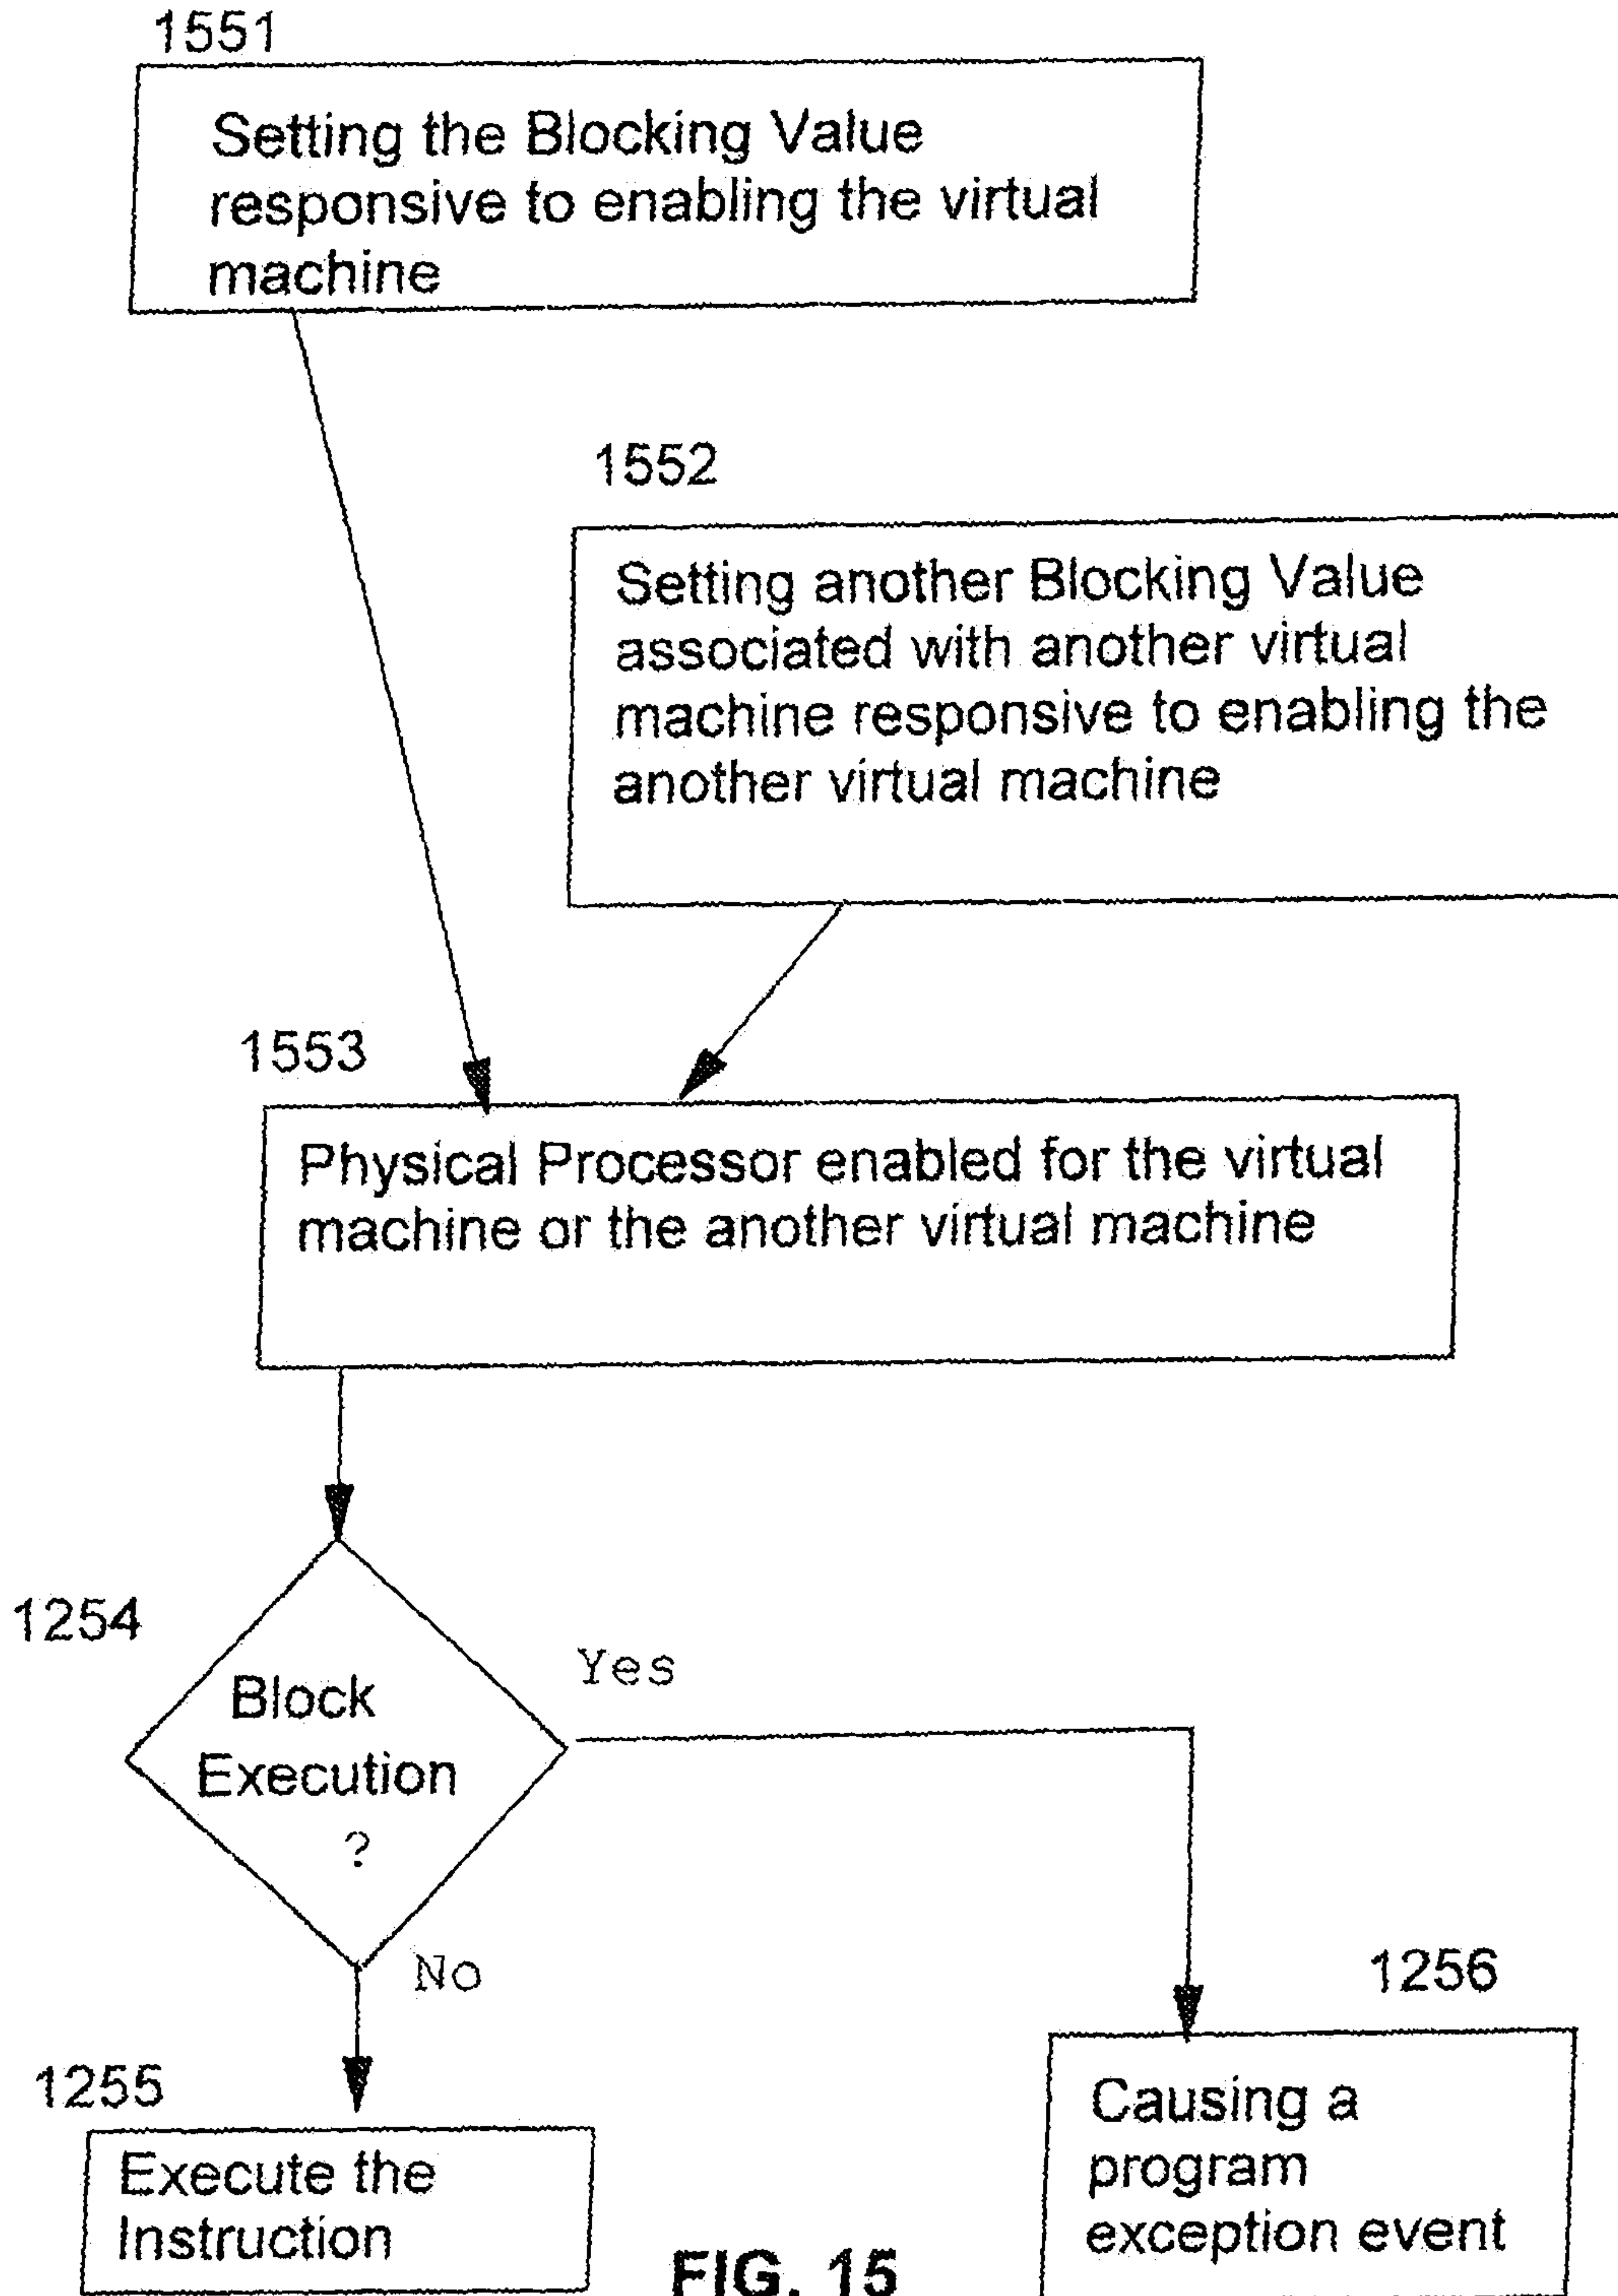 1551
Setting the Blocking Value
responsive to enabling the virtual
machine
1552
Setting another Blocking Value
associated with another virtual
machine responsive to enabling the
another virtual machine
1553
Physical Processor enabled for the virtual
machine or the another virtual machine
1254
Block
Execution
?
Yes
No
1255
Execute the
Instruction
1256
Causing a
program
exception event
FIG. 15